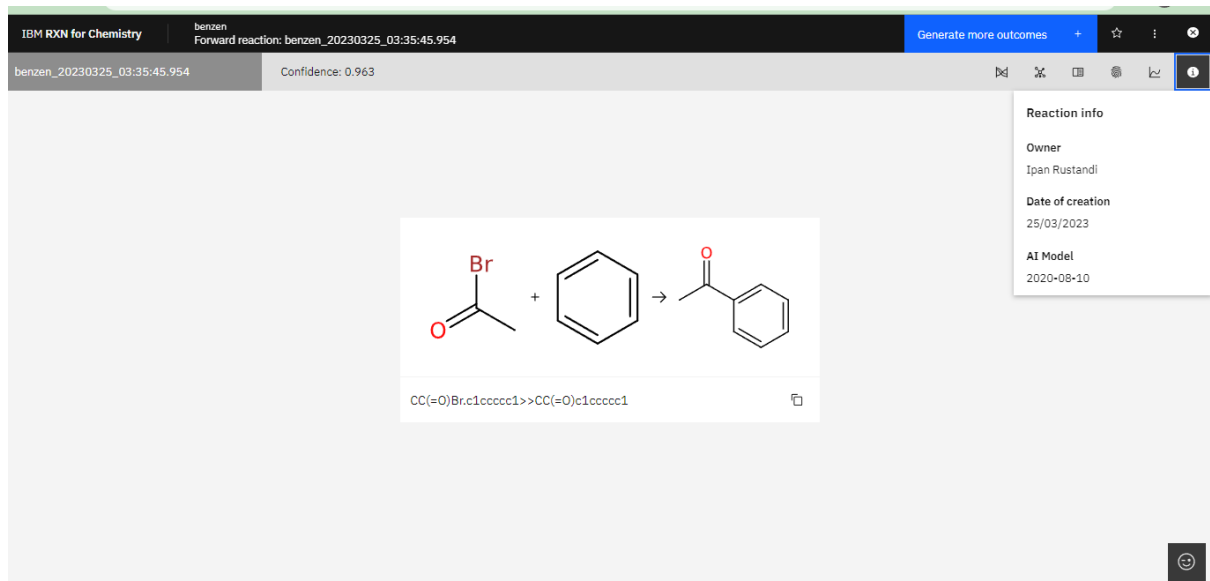 IBM RXN for Chemistry
benzen
Forward reaction: benzen_20230325_03:35:45.954
Generate more outcomes +
benzen_20230325_03:35:45.954
Confidence: 0.963
Reaction info
Owner
Ipan Rustandi
Date of creation
25/03/2023
AI Model
2020-08-10
Br
O
+
→
O
CC(=O)Br.c1ccccc1>>CC(=O)c1ccccc1